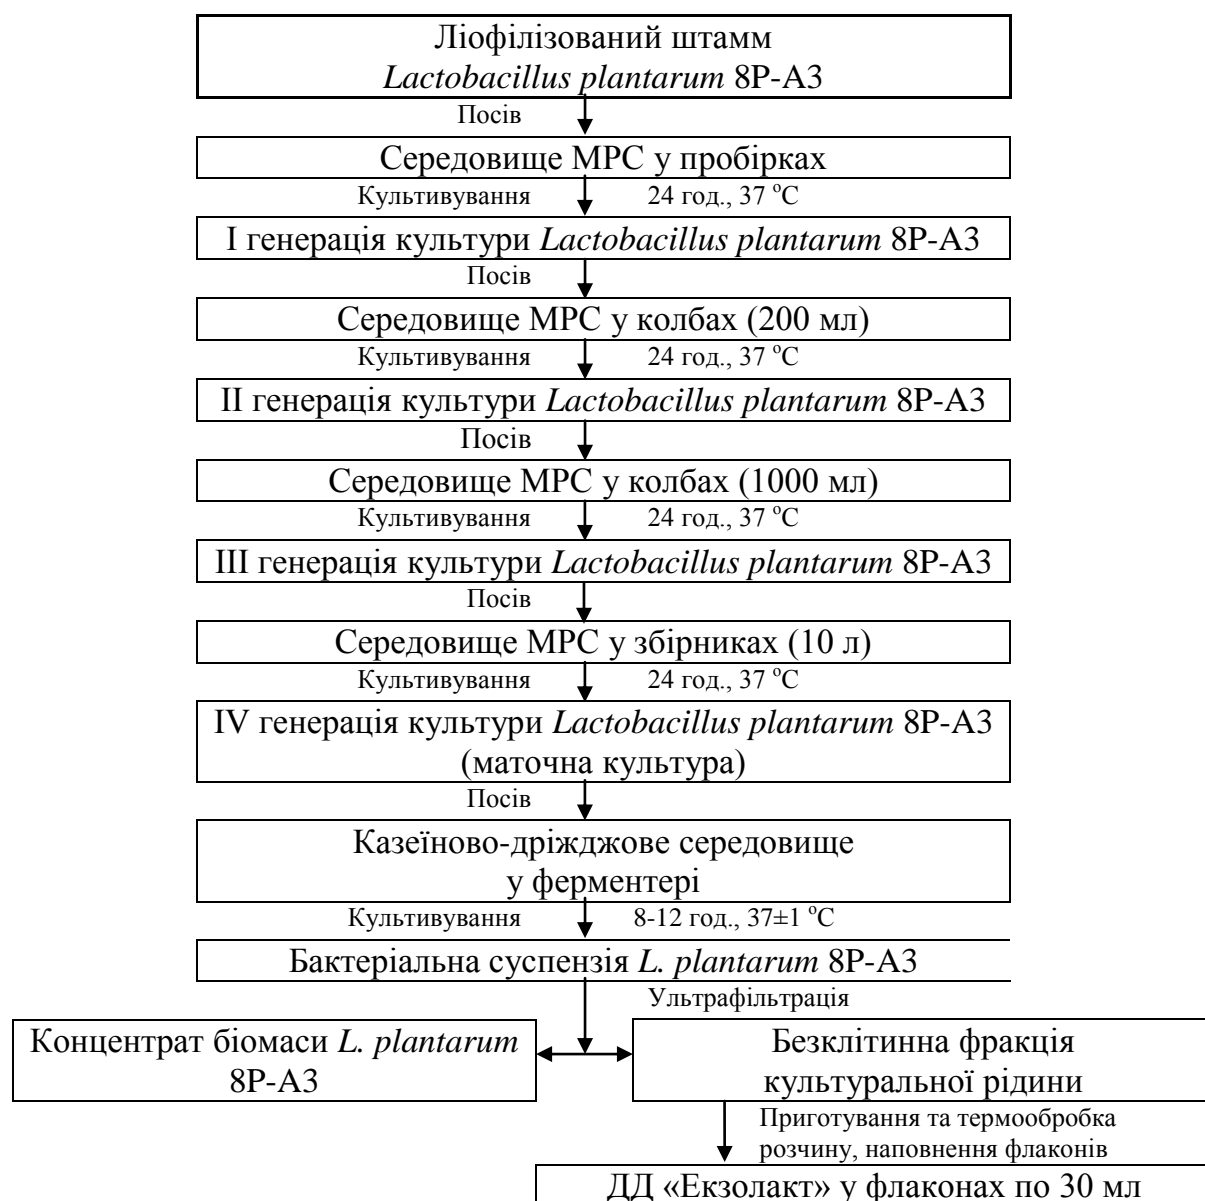 Ліофілізований штамм
Lactobacillus plantarum 8Р-А3
Посів
Середовище МРС у пробірках
Культивування 24 год., 37 °С
I генерація культури Lactobacillus plantarum 8Р-А3
Посів
Середовище МРС у колбах (200 мл)
Культивування 24 год., 37 °С
II генерація культури Lactobacillus plantarum 8Р-А3
Посів
Середовище МРС у колбах (1000 мл)
Культивування 24 год., 37 °С
III генерація культури Lactobacillus plantarum 8Р-А3
Посів
Середовище МРС у збірниках (10 л)
Культивування 24 год., 37 °С
IV генерація культури Lactobacillus plantarum 8Р-А3
(маточна культура)
Посів
Казеїново-дріжджове середовище
у ферментері
Культивування 8-12 год., 37±1 °С
Бактеріальна суспензія L. plantarum 8Р-А3
Ультрафільтрація
Концентрат біомаси L. plantarum
8Р-А3
Безклітинна фракція
культуральної рідини
Приготування та термообробка
розчину, наповнення флаконів
ДД «Екзолакт» у флаконах по 30 мл